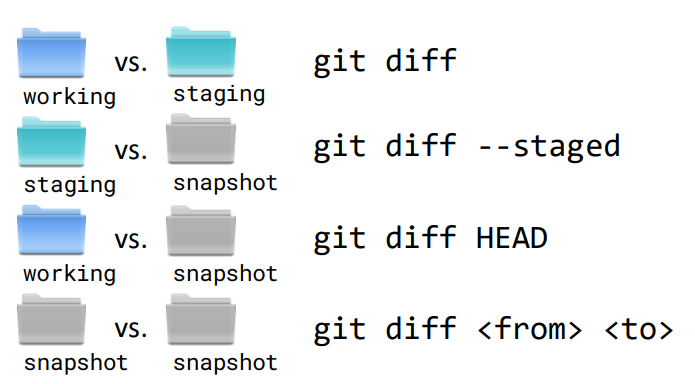 vs. git diff
working staging
vs. git diff --staged
staging snapshot
vs. git diff HEAD
working snapshot
vs. git diff <from> <to>
snapshot snapshot